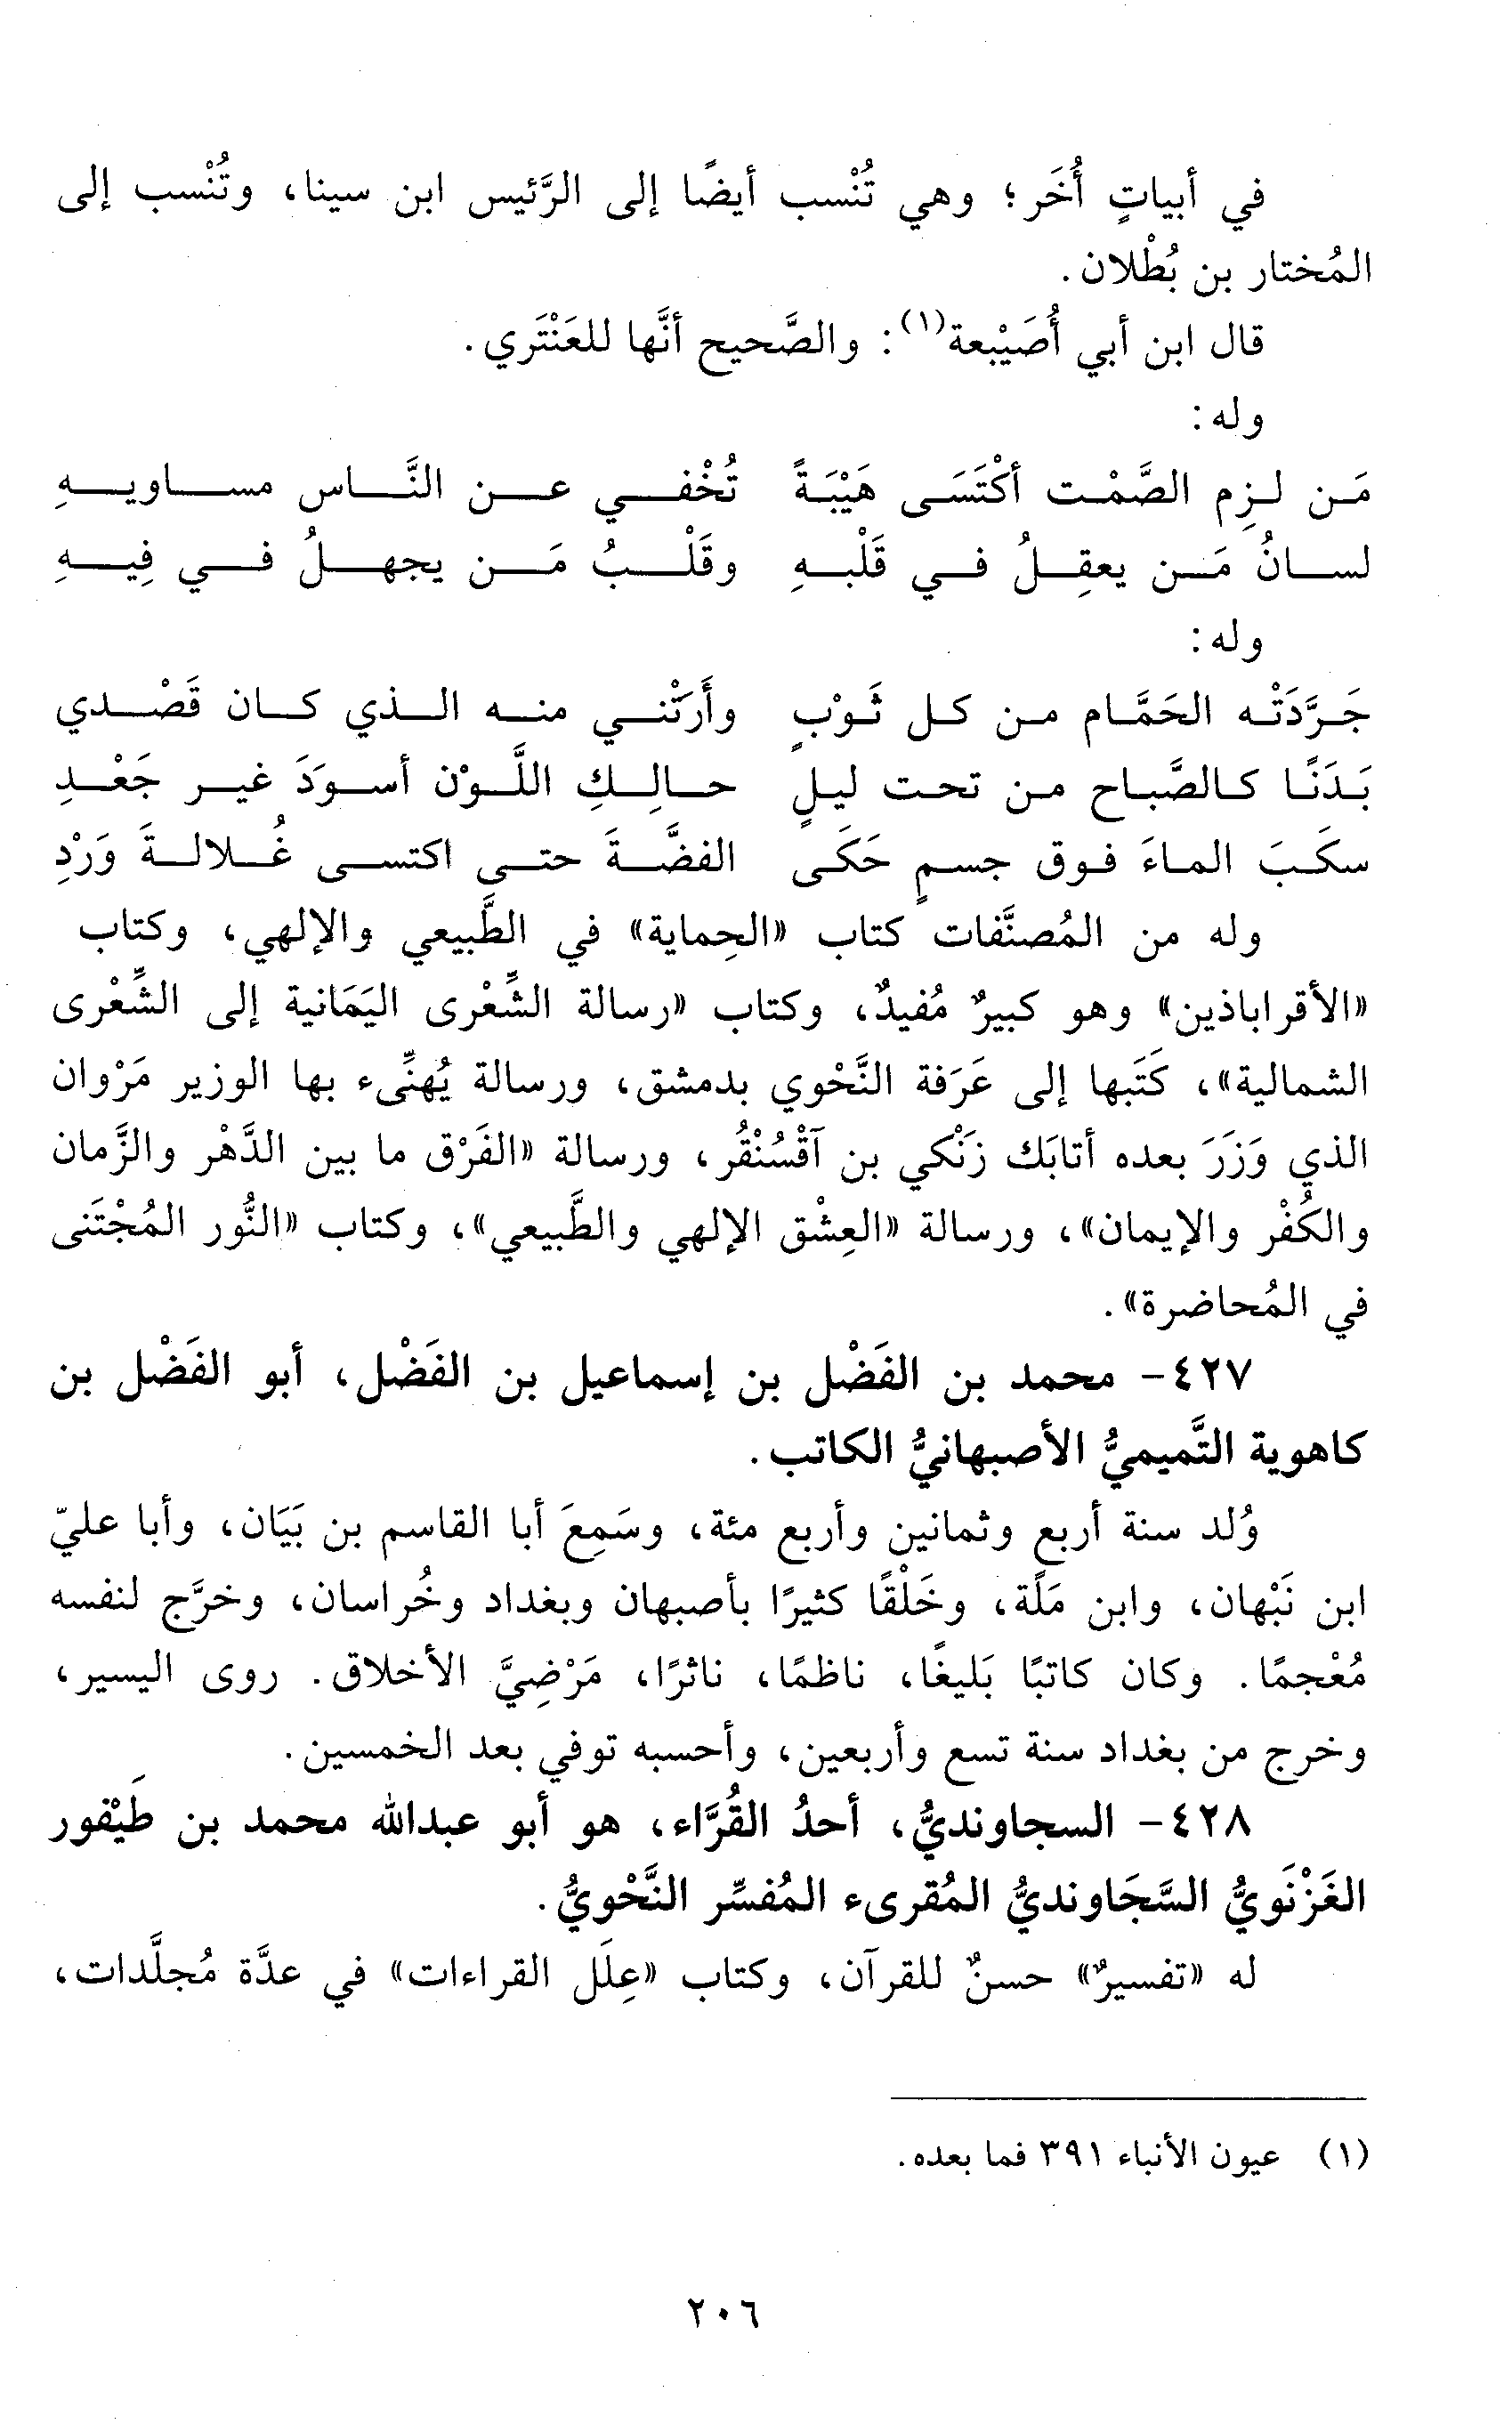 في أبياتٍ أُخَر؛ وهي تُنْسب أيضًا إلى الرَّئيس ابن سينا، وتُنْسب إلى
المُختار بن بُطْلان.
قال ابن أبي أُصَيْبعة(١): والصَّحيح أنَّها للعَنْتَري.
وله:
مَن لزِم الصَّمْت أكْتَسَى هَيْبَةً تُخْفي عن النَّاس مساويهِ
لسانُ مَن يعقِلُ في قَلْبهِ وقَلْبُ مَن يجهلُ في فِيهِ
وله:
جَرَّدَتْه الحَمَّام من كل ثَوْبٍ وأَرَتْني منه الذي كان قَصْدي
بَدَنًا كالصَّباح من تحت ليلٍ حالِكِ اللَّوْن أسوَدَ غير جَعْدِ
سكَبَ الماءَ فوق جسمٍ حَكَى الفضَّةَ حتى اكتسى غُلالةَ وَرْدِ
وله من المُصنَّفات كتاب «الحِماية» في الطَّبيعي والإلهي، وكتاب
«الأقراباذين» وهو كبيرٌ مُفيدٌ، وكتاب «رسالة الشِّعْرى اليَمَانية إلى الشِّعْرى
الشمالية»، كَتَبها إلى عَرَفة النَّحْوي بدمشق، ورسالة يُهنِّىء بها الوزير مَرْوان
الذي وَزَرَ بعده أتابَك زَنْكي بن آقْسُنْقُر، ورسالة «الفَرْق ما بين الدَّهْر والزَّمان
والكُفْر والإيمان»، ورسالة «العِشْق الإلهي والطَّبيعي»، وكتاب «النُّور المُجْتَنى
في المُحاضرة».
٤٢٧- محمد بن الفَضْل بن إسماعيل بن الفَضْل، أبو الفَضْل بن
كاهوية التَّميميُّ الأصبهانيُّ الكاتب.
وُلد سنة أربع وثمانين وأربع مئة، وسَمِعَ أبا القاسم بن بَيَان، وأبا عليّ
ابن نَبْهان، وابن مَلَّة، وخَلْقًا كثيرًا بأصبهان وبغداد وخُراسان، وخرَّج لنفسه
مُعْجمًا. وكان كاتبًا بَليغًا، ناظمًا، ناثرًا، مَرْضِيَّ الأخلاق. روى اليسير،
وخرج من بغداد سنة تسع وأربعين، وأحسبه توفي بعد الخمسين.
٤٢٨- السجاونديُّ، أحدُ القُرَّاء، هو أبو عبدالله محمد بن طَيْفور
الغَزْنَويُّ السَّجَاونديُّ المُقرىء المُفسِّر النَّحْويُّ.
له «تفسيرٌ» حسنٌ للقرآن، وكتاب «عِلَل القراءات» في عدَّة مُجلَّدات،
(١) عيون الأنباء ٣٩١ فما بعده.
٢٠٦